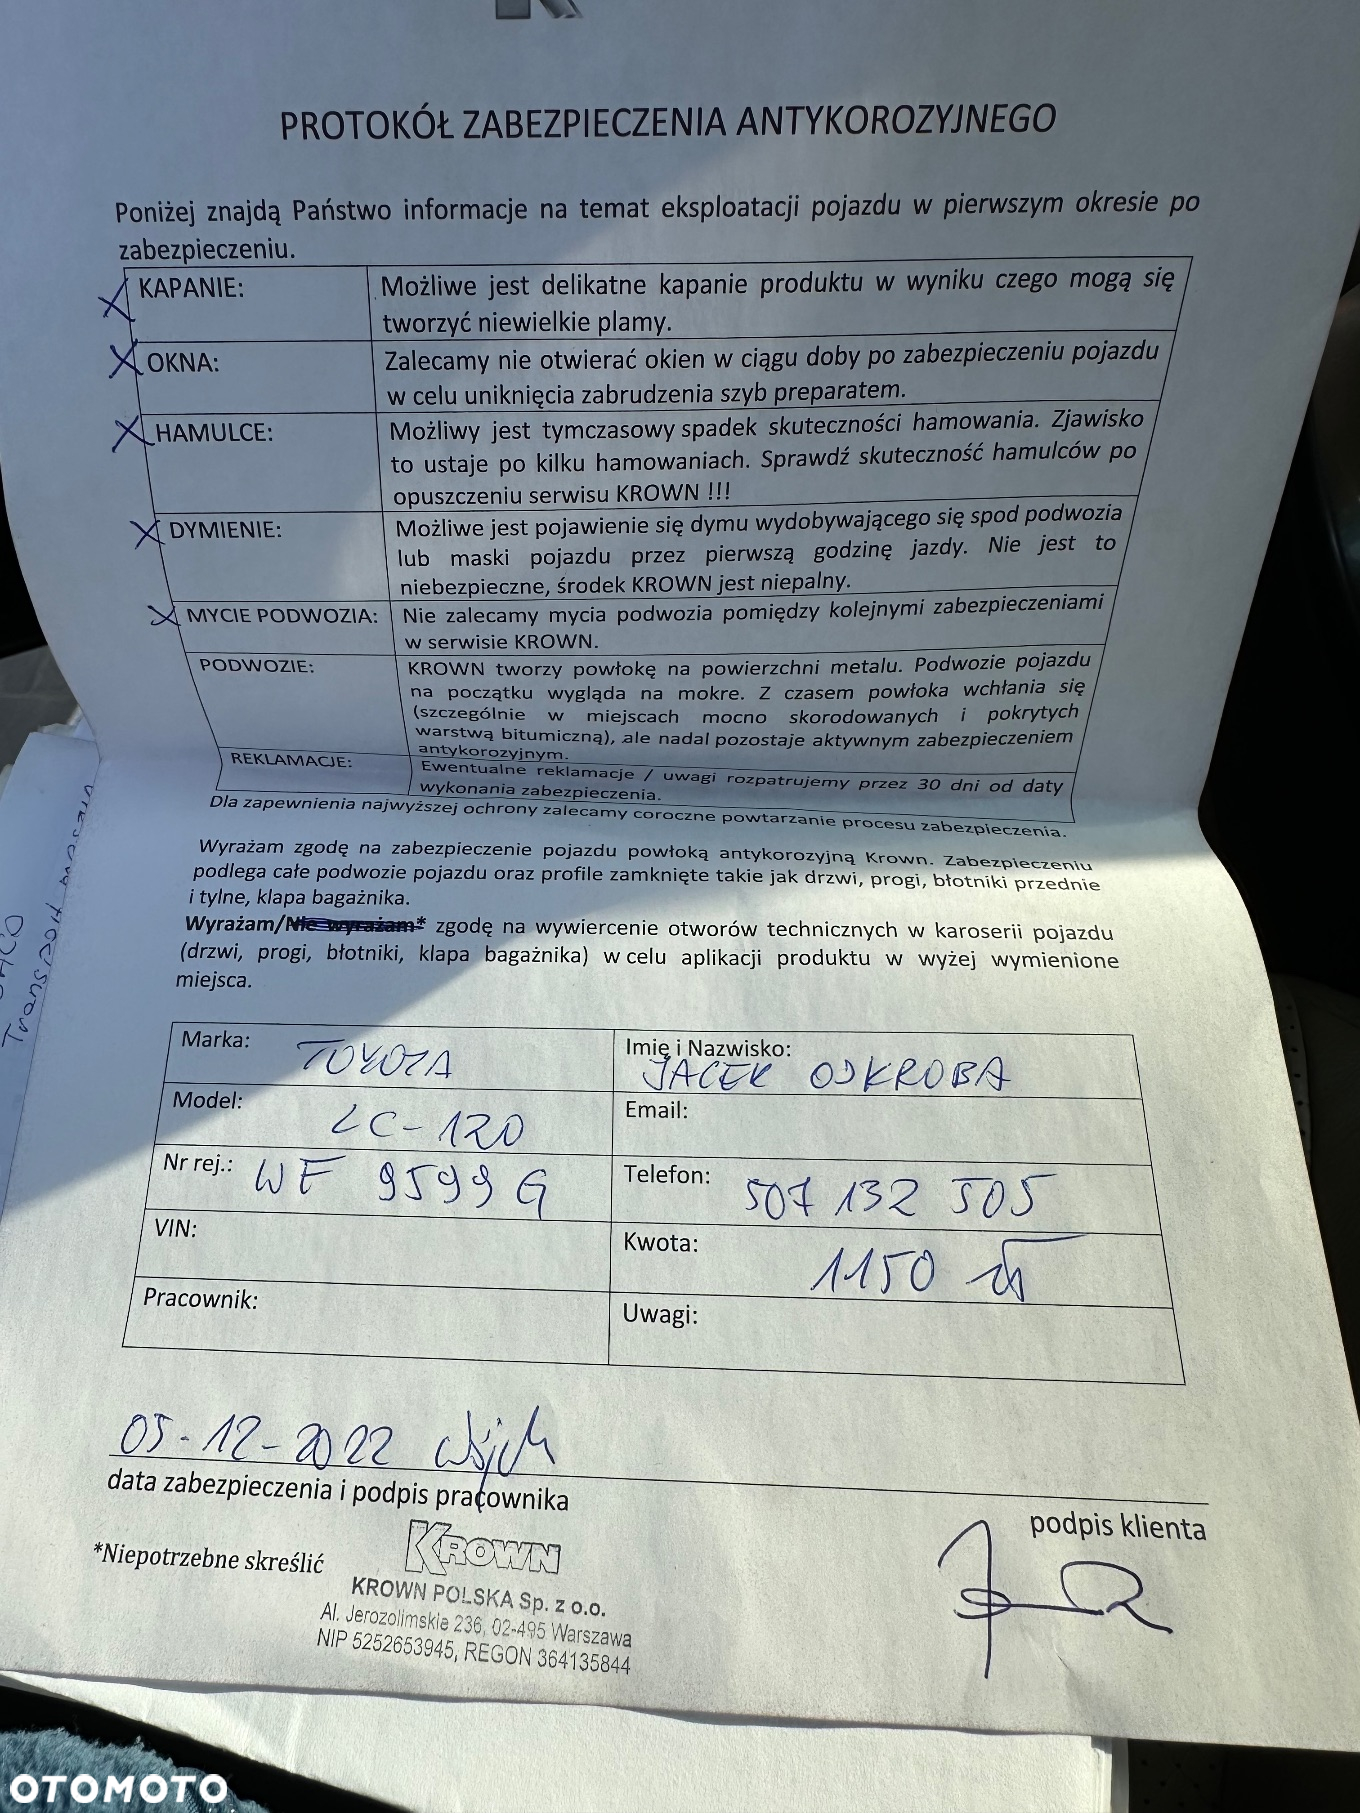 PROTOKÓŁ ZABEZPIECZENIA ANTYKOROZYJNEGO
Poniżej znajdą Państwo informacje na temat eksploatacji pojazdu w pierwszym okresie po
zabezpieczeniu.
X KAPANIE: Możliwe jest delikatne kapanie produktu w wyniku czego mogą się
tworzyć niewielkie plamy.
X OKNA: Zalecamy nie otwierać okien w ciągu doby po zabezpieczeniu pojazdu
w celu uniknięcia zabrudzenia szyb preparatem.
X HAMULCE: Możliwy jest tymczasowy spadek skuteczności hamowania. Zjawisko
to ustaje po kilku hamowaniach. Sprawdź skuteczność hamulców po
opuszczeniu serwisu KROWN !!!
X DYMIENIE: Możliwe jest pojawienie się dymu wydobywającego się spod podwozia
lub maski pojazdu przez pierwszą godzinę jazdy. Nie jest to
niebezpieczne, środek KROWN jest niepalny.
X MYCIE PODWOZIA: Nie zalecamy mycia podwozia pomiędzy kolejnymi zabezpieczeniami
w serwisie KROWN.
PODWOZIE: KROWN tworzy powłokę na powierzchni metalu. Podwozie pojazdu
na początku wygląda na mokre. Z czasem powłoka wchłania się
(szczególnie w miejscach mocno skorodowanych i pokrytych
warstwą bitumiczną), ale nadal pozostaje aktywnym zabezpieczeniem
antykorozyjnym.
REKLAMACJE: Ewentualne reklamacje / uwagi rozpatrujemy przez 30 dni od daty
wykonania zabezpieczenia.
Dla zapewnienia najwyższej ochrony zalecamy coroczne powtarzanie procesu zabezpieczenia.
Wyrażam zgodę na zabezpieczenie pojazdu powłoką antykorozyjną Krown. Zabezpieczeniu
podlega całe podwozie pojazdu oraz profile zamknięte takie jak drzwi, progi, błotniki przednie
i tylne, klapa bagażnika.
Wyrażam/Nie wyrażam* zgodę na wywiercenie otworów technicznych w karoserii pojazdu
(drzwi, progi, błotniki, klapa bagażnika) w celu aplikacji produktu w wyżej wymienione
miejsca.
Marka: TOYOTA Imię i Nazwisko: JACEK ODKROBA
Model: LC-120 Email:
Nr rej.: WF 9599G Telefon: 507 132 505
VIN: Kwota: 1150 zł
Pracownik: Uwagi:
05-12-2022
data zabezpieczenia i podpis pracownika
podpis klienta
*Niepotrzebne skreślić
KROWN
KROWN POLSKA Sp. z o.o.
Al. Jerozolimskie 236, 02-495 Warszawa
NIP 5252653945, REGON 364135844
OTOMOTO